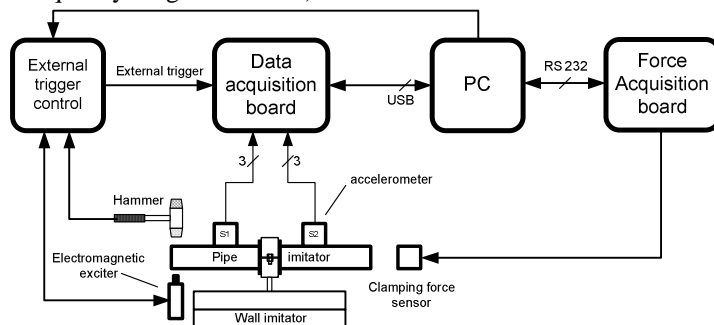 External
trigger
control
External trigger
Data
acquisition
board
USB
PC
RS 232
Force
Acquisition
board
3
3
accelerometer
Hammer
S1
S2
Pipe
imitator
Electromagnetic
exciter
Clamping force
sensor
Wall imitator